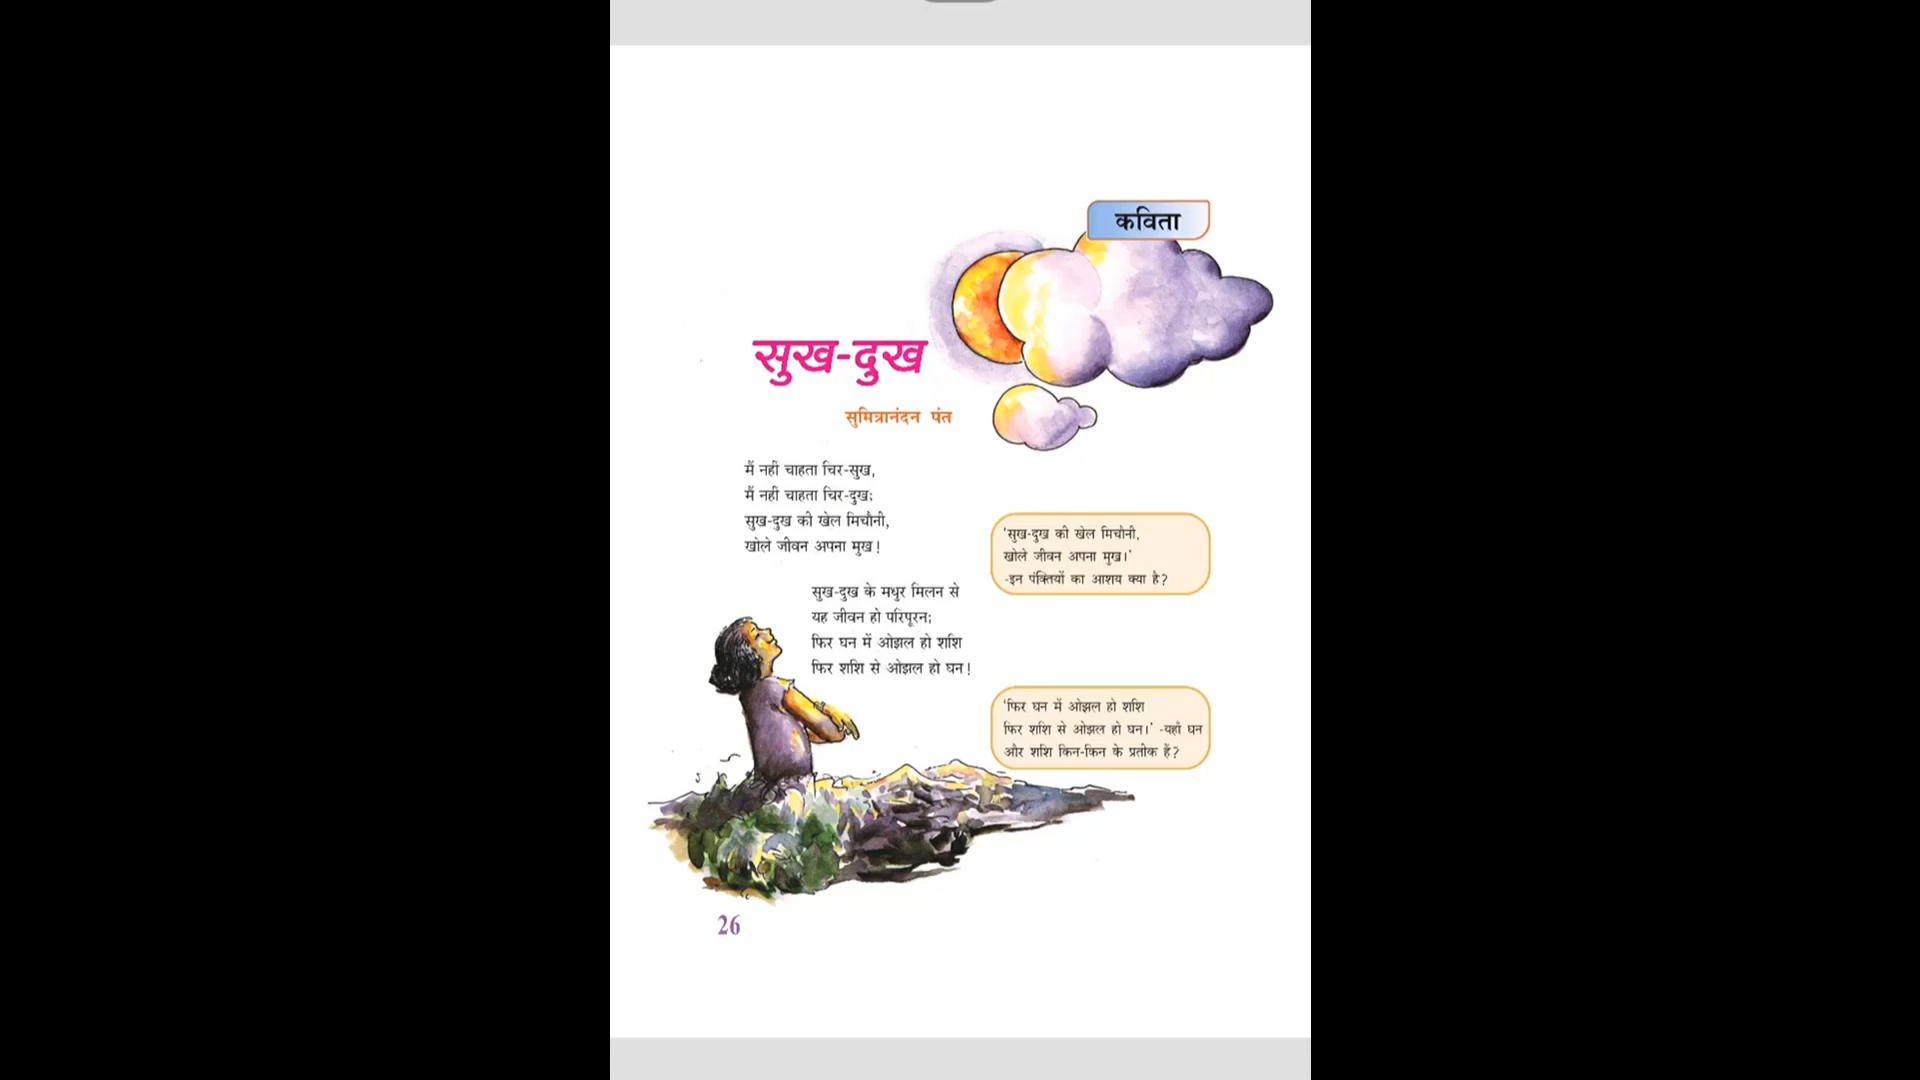 कविता
सुख-दुख
सुमित्रानंदन पंत
मैं नहीं चाहता चिर-सुख,
मैं नहीं चाहता चिर-दुख;
सुख-दुख की खेल मिचौनी,
खोले जीवन अपना मुख!
'सुख-दुख की खेल मिचौनी,
खोले जीवन अपना मुख।'
-इन पंक्तियों का आशय क्या है?
सुख-दुख के मधुर मिलन से
यह जीवन हो परिपूरन;
फिर घन में ओझल हो शशि
फिर शशि से ओझल हो घन!
'फिर घन में ओझल हो शशि
फिर शशि से ओझल हो घन।' -यहाँ घन
और शशि किन-किन के प्रतीक हैं?
26